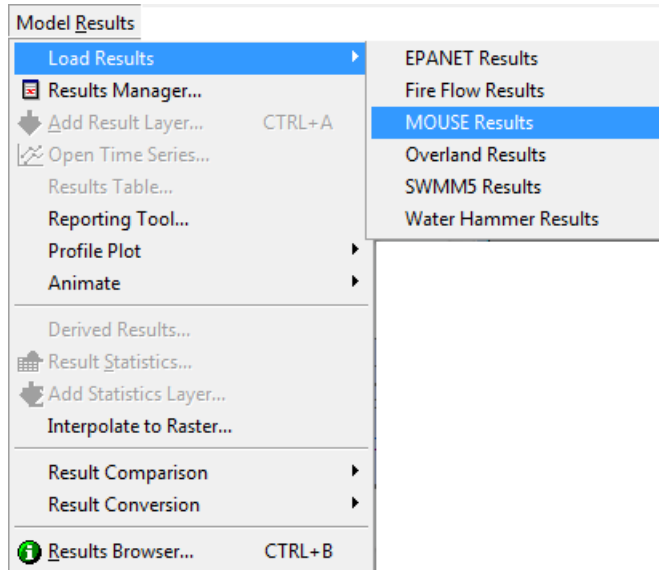 Model Results
Load Results
Results Manager...
Add Result Layer... CTRL+A
Open Time Series...
Results Table...
Reporting Tool...
Profile Plot
Animate
Derived Results...
Result Statistics...
Add Statistics Layer...
Interpolate to Raster...
Result Comparison
Result Conversion
Results Browser... CTRL+B
EPANET Results
Fire Flow Results
MOUSE Results
Overland Results
SWMM5 Results
Water Hammer Results